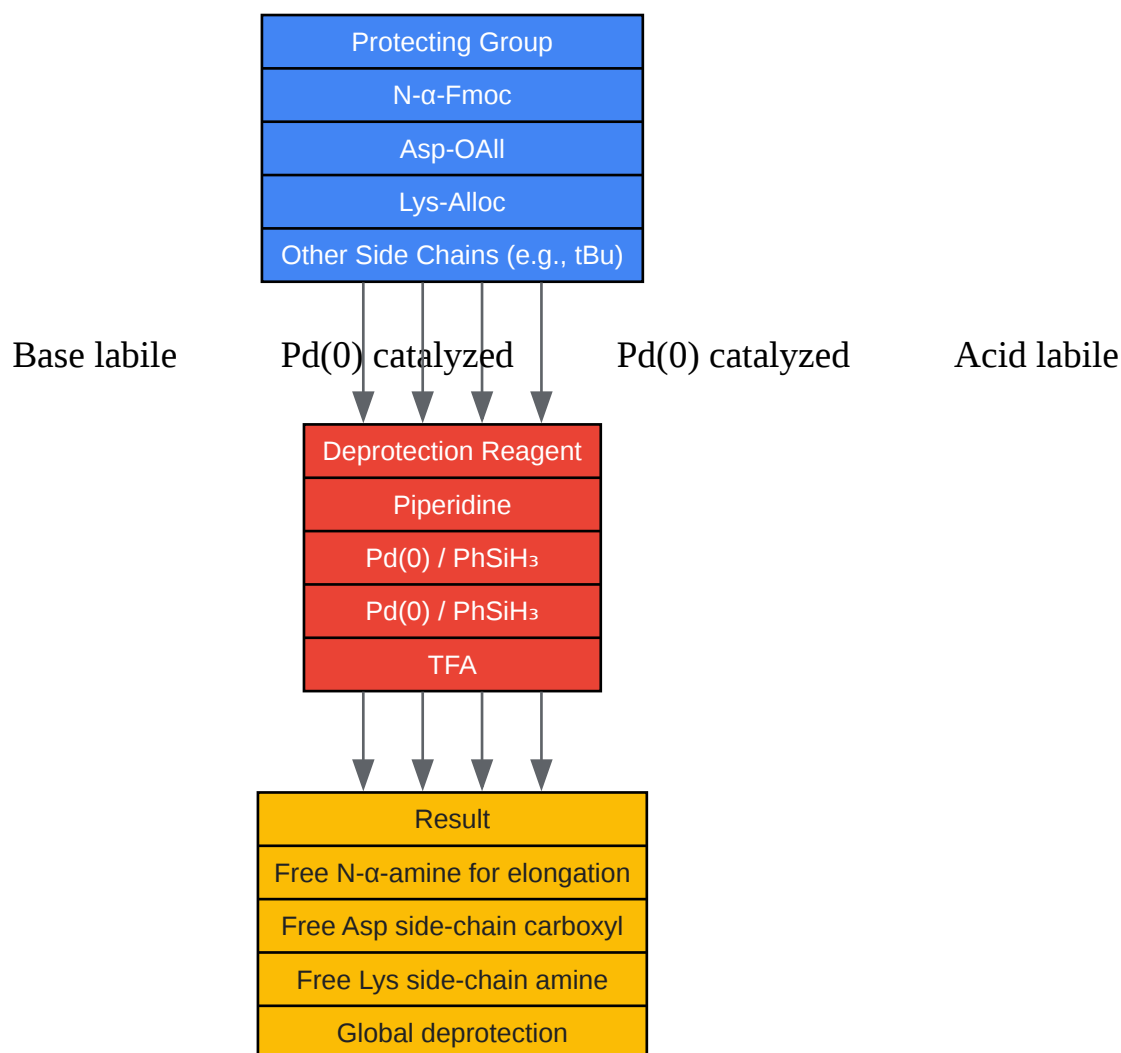 Protecting Group
N-α-Fmoc
Asp-OAll
Lys-Alloc
Other Side Chains (e.g., tBu)
Base labile
Pd(0) catalyzed
Pd(0) catalyzed
Acid labile
Deprotection Reagent
Piperidine
Pd(0) / PhSiH₃
Pd(0) / PhSiH₃
TFA
Result
Free N-α-amine for elongation
Free Asp side-chain carboxyl
Free Lys side-chain amine
Global deprotection